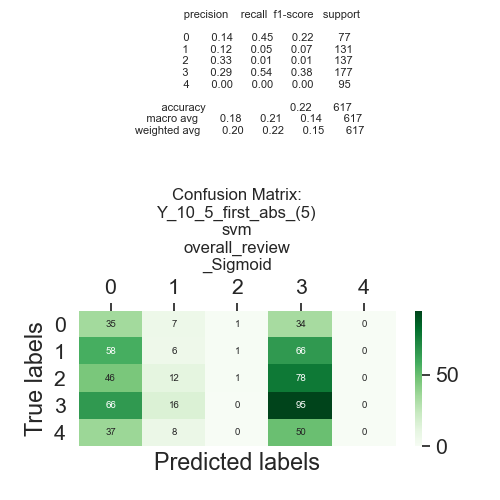 precision recall f1-score support
0 0.14 0.45 0.22 77
1 0.12 0.05 0.07 131
2 0.33 0.01 0.01 137
3 0.29 0.54 0.38 177
4 0.00 0.00 0.00 95
accuracy 0.22 617
macro avg 0.18 0.21 0.14 617
weighted avg 0.20 0.22 0.15 617
Confusion Matrix:
Y_10_5_first_abs_(5)
svm
overall_review
_Sigmoid
0 1 2 3 4
0 35 7 1 34 0
1 58 6 1 66 0
2 46 12 1 78 0
3 66 16 0 95 0
4 37 8 0 50 0
True labels
Predicted labels
50
0